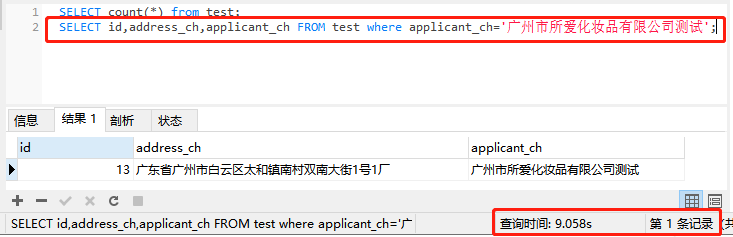 1 SELECT count(*) from test;
2 SELECT id,address_ch,applicant_ch FROM test where applicant_ch='广州市所爱化妆品有限公司测试';
信息 结果 1 剖析 状态
id address_ch applicant_ch
13 广东省广州市白云区太和镇南村双南大街1号1厂 广州市所爱化妆品有限公司测试
SELECT id,address_ch,applicant_ch FROM test where applicant_ch='广 查询时间: 9.058s 第 1 条记录 (共